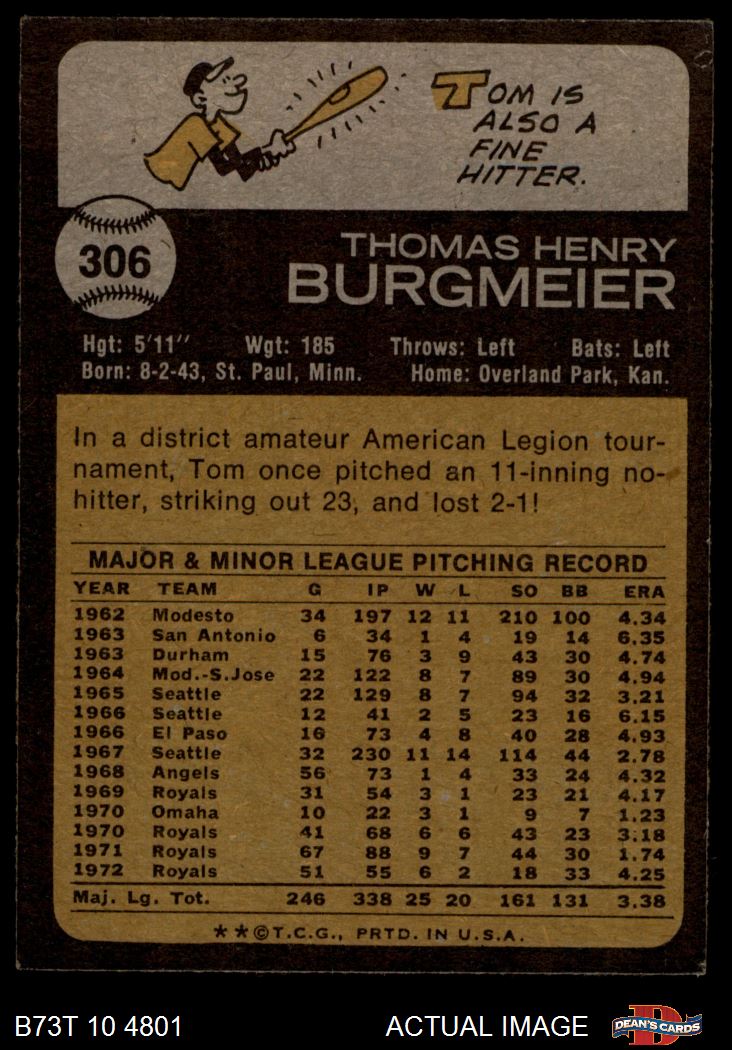 TOM IS
ALSO A
FINE
HITTER.
306
THOMAS HENRY
BURGMEIER
Hgt: 5'11" Wgt: 185 Throws: Left Bats: Left
Born: 8-2-43, St. Paul, Minn. Home: Overland Park, Kan.
In a district amateur American Legion tour-
nament, Tom once pitched an 11-inning no-
hitter, striking out 23, and lost 2-1!
MAJOR & MINOR LEAGUE PITCHING RECORD
YEAR TEAM G IP W L SO BB ERA
1962 Modesto 34 197 12 11 210 100 4.34
1963 San Antonio 6 34 1 4 19 14 6.35
1963 Durham 15 76 3 9 43 30 4.74
1964 Mod.-S.Jose 22 122 8 7 89 30 4.94
1965 Seattle 22 129 8 7 94 32 3.21
1966 Seattle 12 41 2 5 23 16 6.15
1966 El Paso 16 73 4 8 40 28 4.93
1967 Seattle 32 230 11 14 114 44 2.78
1968 Angels 56 73 1 4 33 24 4.32
1969 Royals 31 54 3 1 23 21 4.17
1970 Omaha 10 22 3 1 9 7 1.23
1970 Royals 41 68 6 6 43 23 3.18
1971 Royals 67 88 9 7 44 30 1.74
1972 Royals 51 55 6 2 18 33 4.25
Maj. Lg. Tot. 246 338 25 20 161 131 3.38
**©T.C.G., PRTD. IN U.S.A.
B73T 10 4801 ACTUAL IMAGE D DEAN'S CARDS